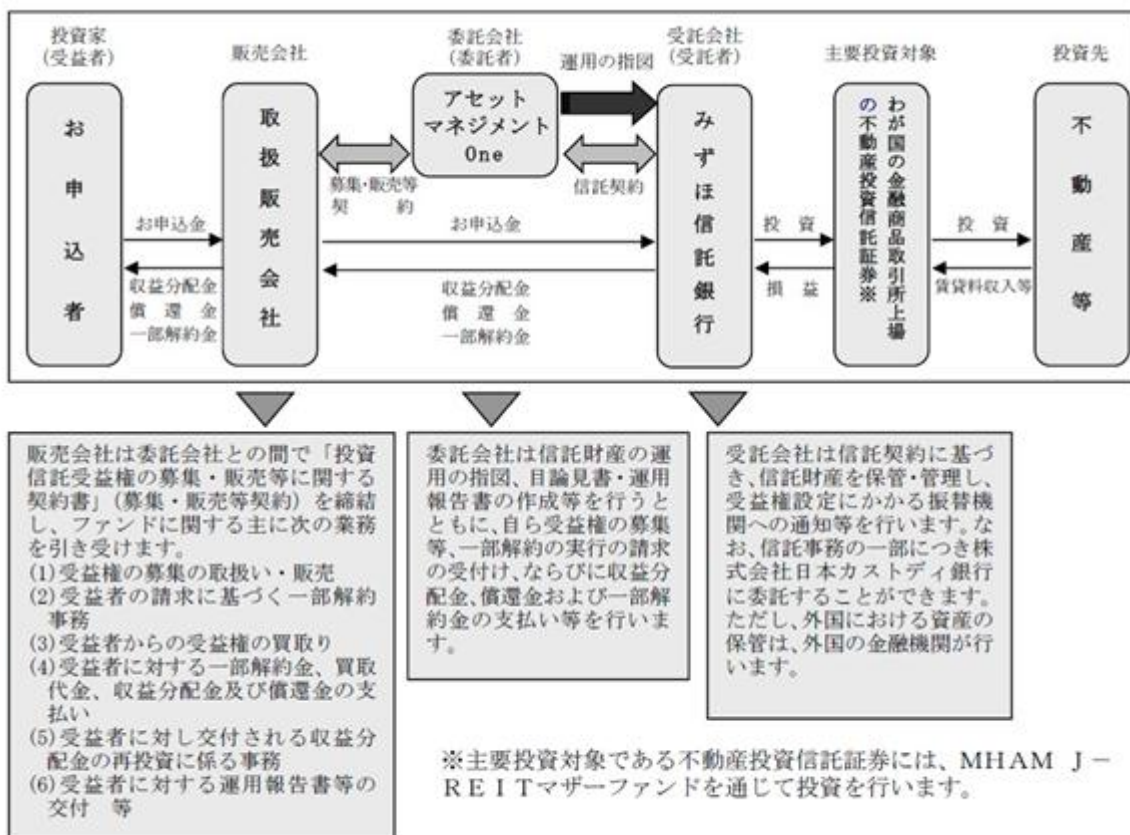 投資家
(受益者)
販売会社
委託会社
(委託者)
運用の指図
受託会社
(受託者)
主要投資対象
投資先
お申込者
取扱販売会社
アセット
マネジメント
One
みずほ信託銀行
わが国の金融商品取引所上場
の不動産投資信託証券※
不動産等
募集・販売等
契　約
信託契約
お申込金
収益分配金
償　還　金
一部解約金
お申込金
収益分配金
償　還　金
一部解約金
投　資
損　益
投　資
賃貸料収入等
販売会社は委託会社との間で「投資
信託受益権の募集・販売等に関する
契約書」(募集・販売等契約) を締結
し、ファンドに関する主に次の業務
を引き受けます。
(1)受益権の募集の取扱い・販売
(2)受益者の請求に基づく一部解約
事務
(3)受益者からの受益権の買取り
(4)受益者に対する一部解約金、買取
代金、収益分配金及び償還金の支
払い
(5)受益者に対し交付される収益分
配金の再投資に係る事務
(6)受益者に対する運用報告書等の
交付　等
委託会社は信託財産の運
用の指図、目論見書・運用
報告書の作成等を行うと
ともに、自ら受益権の募集
等、一部解約の実行の請求
の受付け、ならびに収益分
配金、償還金および一部解
約金の支払い等を行いま
す。
受託会社は信託契約に基づ
き、信託財産を保管・管理し、
受益権設定にかかる振替機
関への通知等を行います。な
お、信託事務の一部につき株
式会社日本カストディ銀行
に委託することができます。
ただし、外国における資産の
保管は、外国の金融機関が行
います。
※主要投資対象である不動産投資信託証券には、ＭＨＡＭ　Ｊ－
ＲＥＩＴマザーファンドを通じて投資を行います。